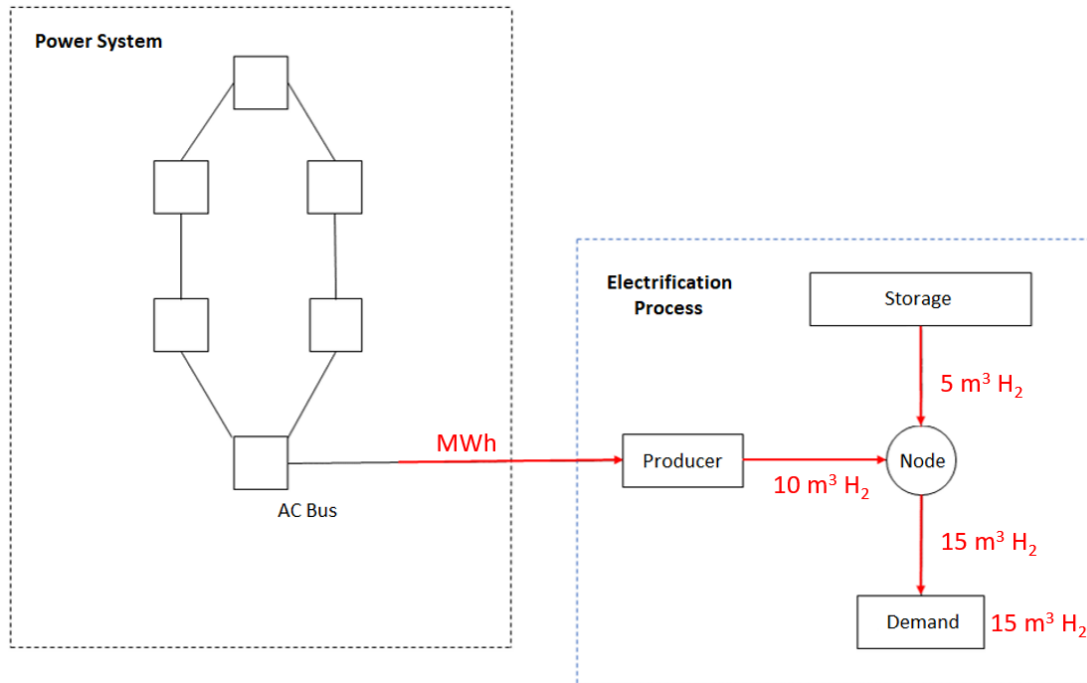 Power System
MWh
AC Bus
Electrification
Process
Storage
5 m³ H₂
Producer
10 m³ H₂
Node
15 m³ H₂
Demand
15 m³ H₂